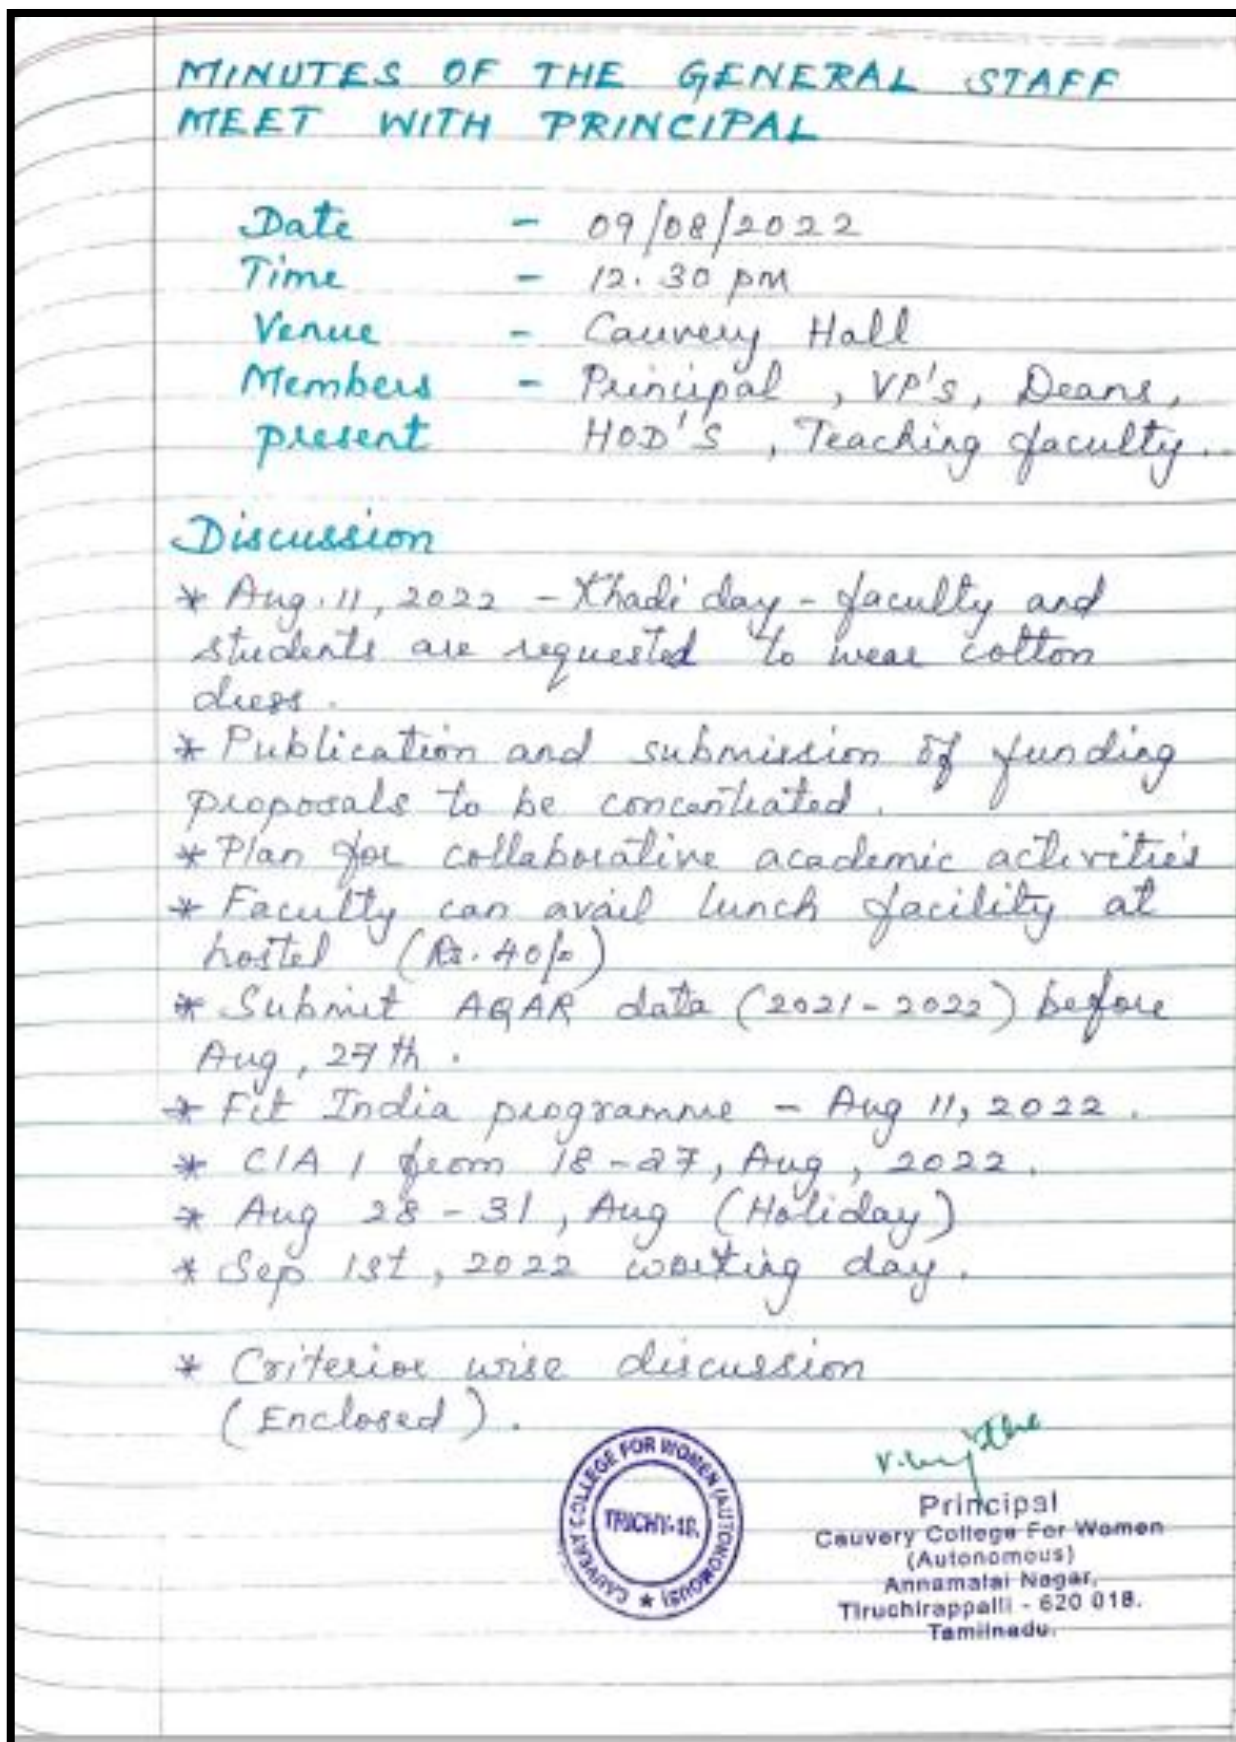 MINUTES OF THE GENERAL STAFF
MEET WITH PRINCIPAL
Date - 09/08/2022
Time - 12.30 pm
Venue - Cauvery Hall
Members - Principal, VP's, Deans,
present HOD'S, Teaching faculty.
Discussion
* Aug. 11, 2022 - Khadi day - faculty and
students are requested to wear cotton
dress.
* Publication and submission of funding
proposals to be concentrated.
* Plan for collaborative academic activities
* Faculty can avail lunch facility at
hostel (Rs. 40/-)
* Submit AQAR data (2021-2022) before
Aug, 27th.
* Fit India programme - Aug 11, 2022.
* CIA 1 from 18-27, Aug, 2022.
* Aug 28-31, Aug (Holiday)
* Sep 1st, 2022 working day.
* Criterior wise discussion
(Enclosed).
CAUVERY COLLEGE FOR WOMEN (AUTONOMOUS) ★
TRICHY-18.
Principal
Cauvery College For Women
(Autonomous)
Annamalai Nagar,
Tiruchirappalli - 620 018.
Tamilnadu.